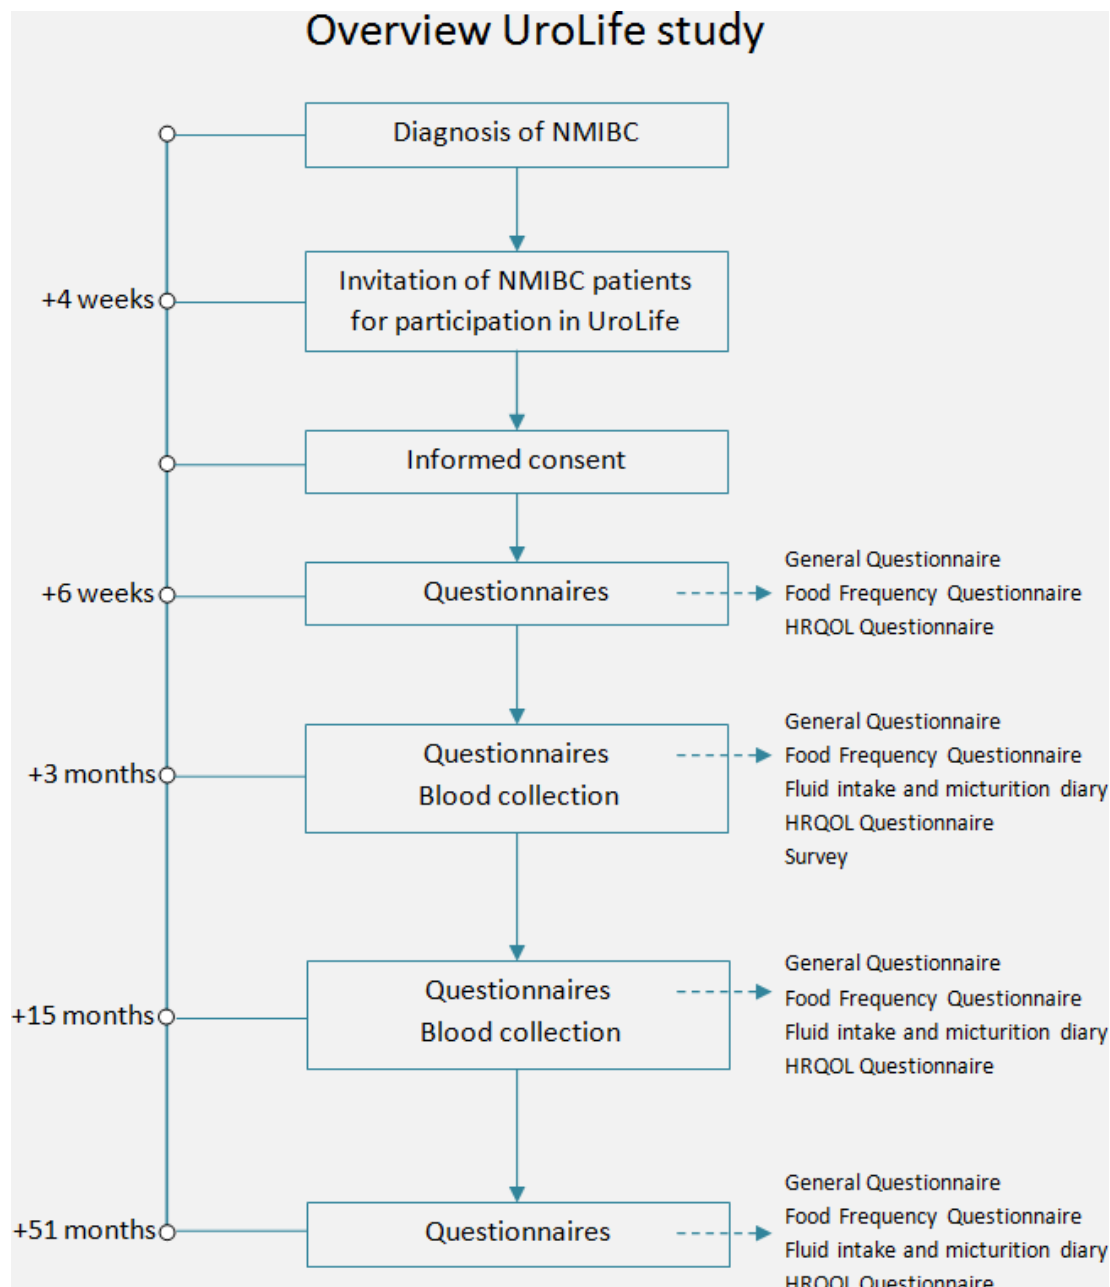 Overview UroLife study
Diagnosis of NMIBC
+4 weeks
Invitation of NMIBC patients
for participation in UroLife
Informed consent
+6 weeks
Questionnaires
General Questionnaire
Food Frequency Questionnaire
HRQOL Questionnaire
+3 months
Questionnaires
Blood collection
General Questionnaire
Food Frequency Questionnaire
Fluid intake and micturition diary
HRQOL Questionnaire
Survey
+15 months
Questionnaires
Blood collection
General Questionnaire
Food Frequency Questionnaire
Fluid intake and micturition diary
HRQOL Questionnaire
+51 months
Questionnaires
General Questionnaire
Food Frequency Questionnaire
Fluid intake and micturition diary
HRQOL Questionnaire